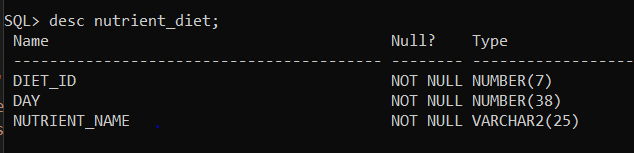 SQL> desc nutrient_diet;
Name Null? Type
----------------------------------------- -------- ----------------------------
DIET_ID NOT NULL NUMBER(7)
DAY NOT NULL NUMBER(38)
NUTRIENT_NAME NOT NULL VARCHAR2(25)